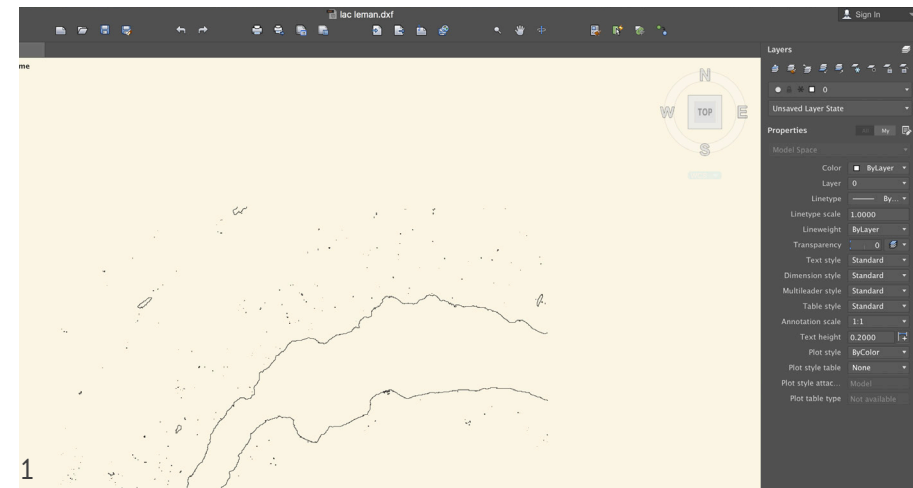 lac leman.dxf
Sign In
me
N
W
TOP
E
S
1
Layers
0
Unsaved Layer State
Properties
All
My
Model Space
Color
ByLayer
Layer
0
Linetype
By...
Linetype scale
1.0000
Lineweight
ByLayer
Transparency
0
Text style
Standard
Dimension style
Standard
Multileader style
Standard
Table style
Standard
Annotation scale
1:1
Text height
0.2000
Plot style
ByColor
Plot style table
None
Plot style attac...
Model
Plot table type
Not available